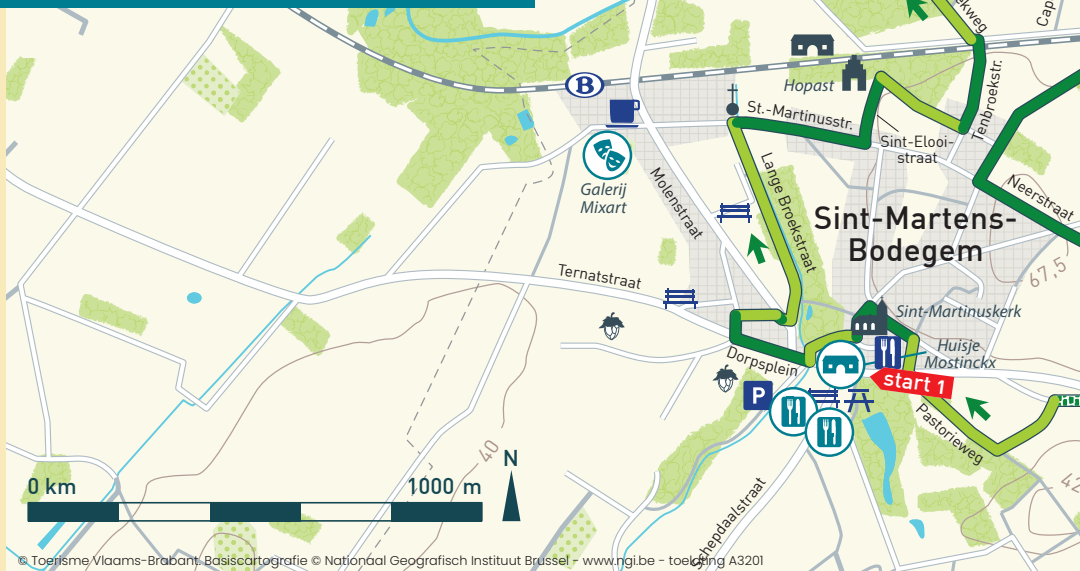 Hopast
St.-Martinusstr.
Tenbroekstr.
Sint-Elooi-
straat
Neerstraat
Galerij
Mixart
Molenstraat
Lange Broekstraat
Sint-Martens-
Bodegem
67,5
Ternatstraat
Sint-Martinuskerk
Huisje
Mostinckx
Dorpsplein
start 1
P
B
Pastorieweg
40
42
N
0 km
1000 m
Schepdaalstraat
© Toerisme Vlaams-Brabant. Basiscartografie © Nationaal Geografisch Instituut Brussel - www.ngi.be - toelating A3201